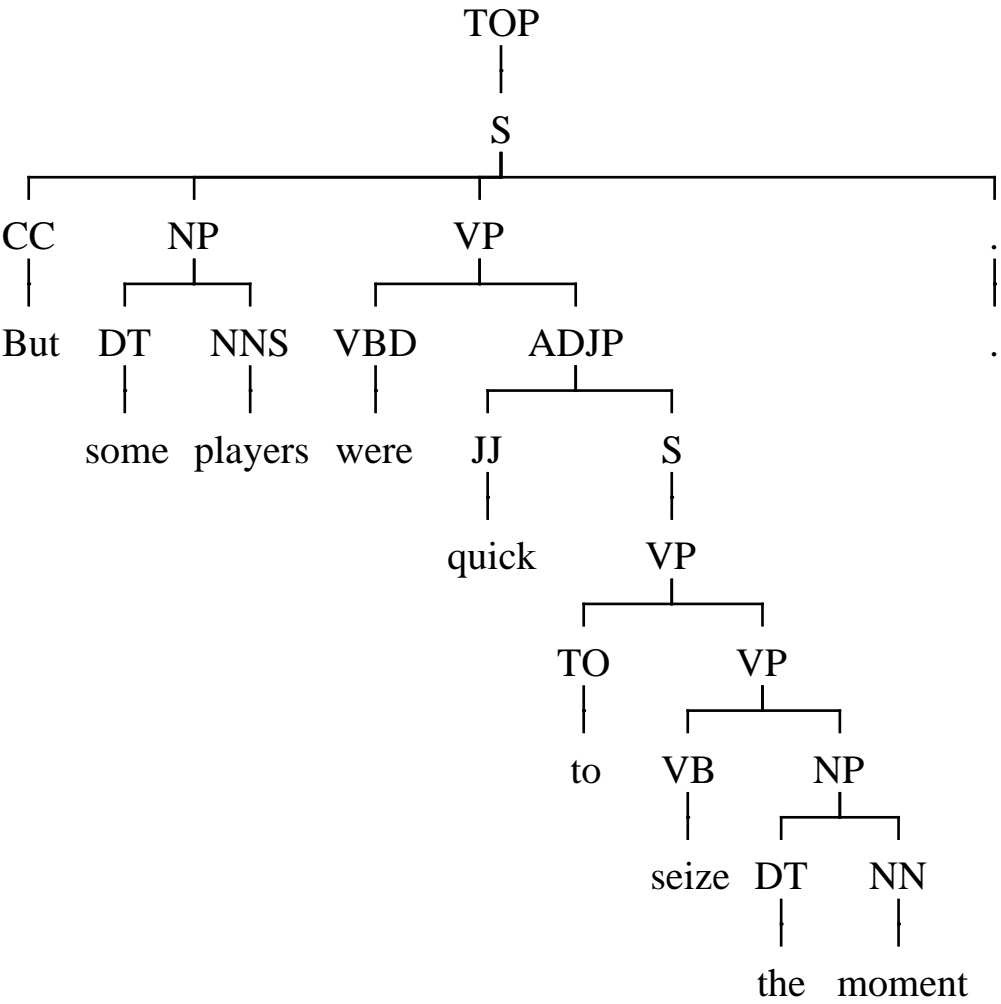 TOP
S
CC NP VP .
But DT NNS VBD ADJP .
some players were JJ S
quick VP
TO VP
to VB NP
seize DT NN
the moment